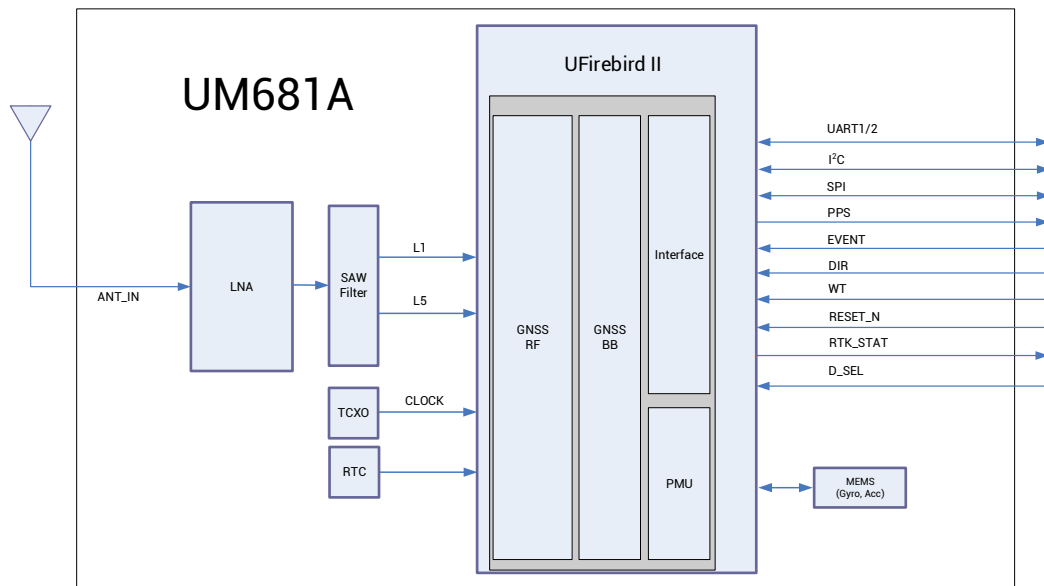 UM681A
UFirebird II
UART1/2
I²C
SPI
PPS
EVENT
DIR
WT
RESET_N
RTK_STAT
D_SEL
ANT_IN
LNA
SAW
Filter
L1
L5
GNSS
RF
GNSS
BB
Interface
PMU
TCXO
CLOCK
RTC
MEMS
(Gyro, Acc)